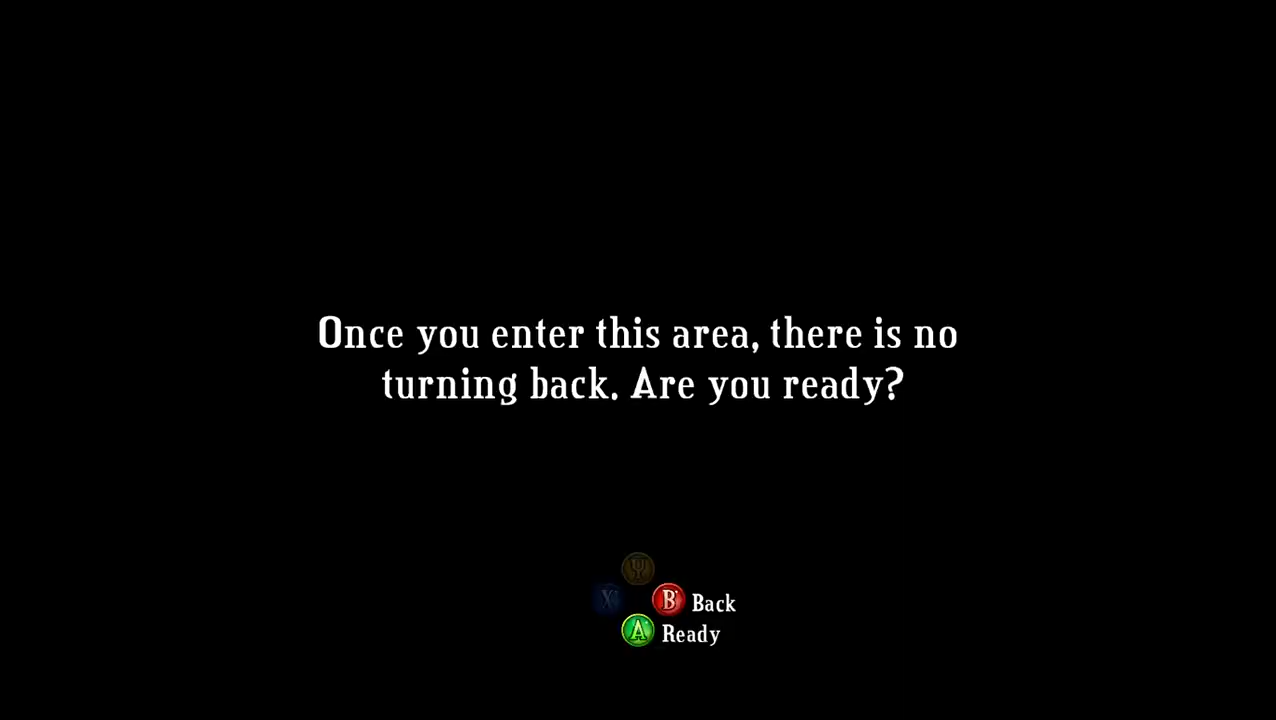 Once you enter this area, there is no
turning back. Are you ready?
Y
X
B Back
A Ready